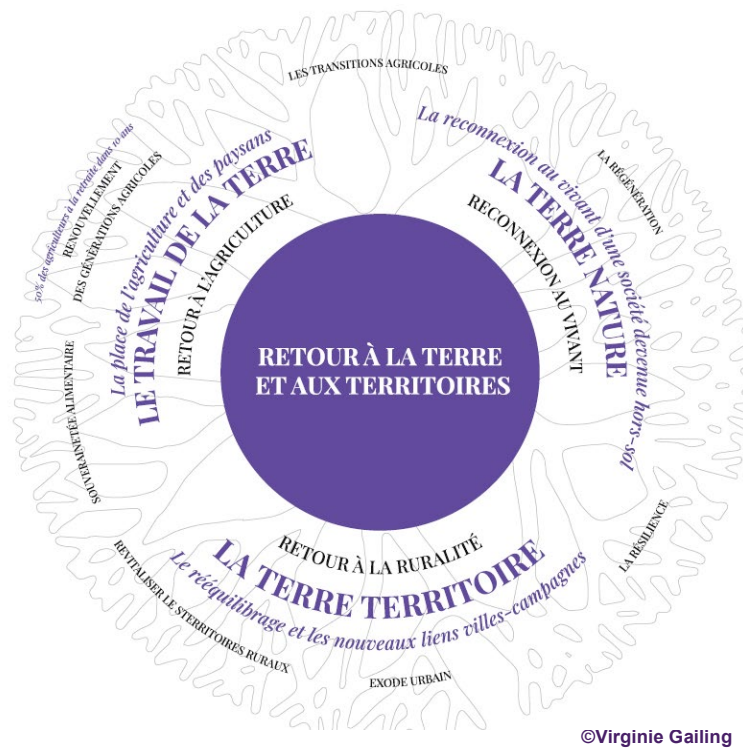 LES TRANSITIONS AGRICOLES
50% des agriculteurs à la retraite dans 10 ans
RENOUVELLEMENT
DES GÉNÉRATIONS AGRICOLES
La place de l'agriculture et des paysans
LE TRAVAIL DE LA TERRE
RETOUR À L'AGRICULTURE
La reconnexion au vivant d'une société devenue hors-sol
LA TERRE NATURE
RECONNEXION AU VIVANT
LA RÉGÉNÉRATION
RETOUR À LA TERRE
ET AUX TERRITOIRES
SOUVERAINETÉE ALIMENTAIRE
LA RÉSILIENCE
RETOUR À LA RURALITÉ
LA TERRE TERRITOIRE
Le rééquilibrage et les nouveaux liens villes-campagnes
REVITALISER LE STERRITOIRES RURAUX
EXODE URBAIN
©Virginie Gailing